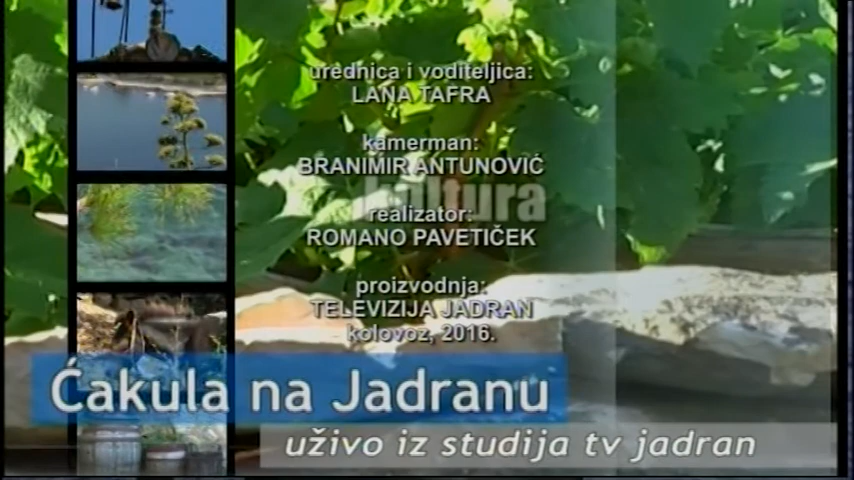 urednica i voditeljica:
LANA TAFRA
kamerman:
BRANIMIR ANTUNOVIĆ
kultura
realizator:
ROMANO PAVETIČEK
proizvodnja:
TELEVIZIJA JADRAN
kolovoz, 2016.
Ćakula na Jadranu
uživo iz studija tv jadran